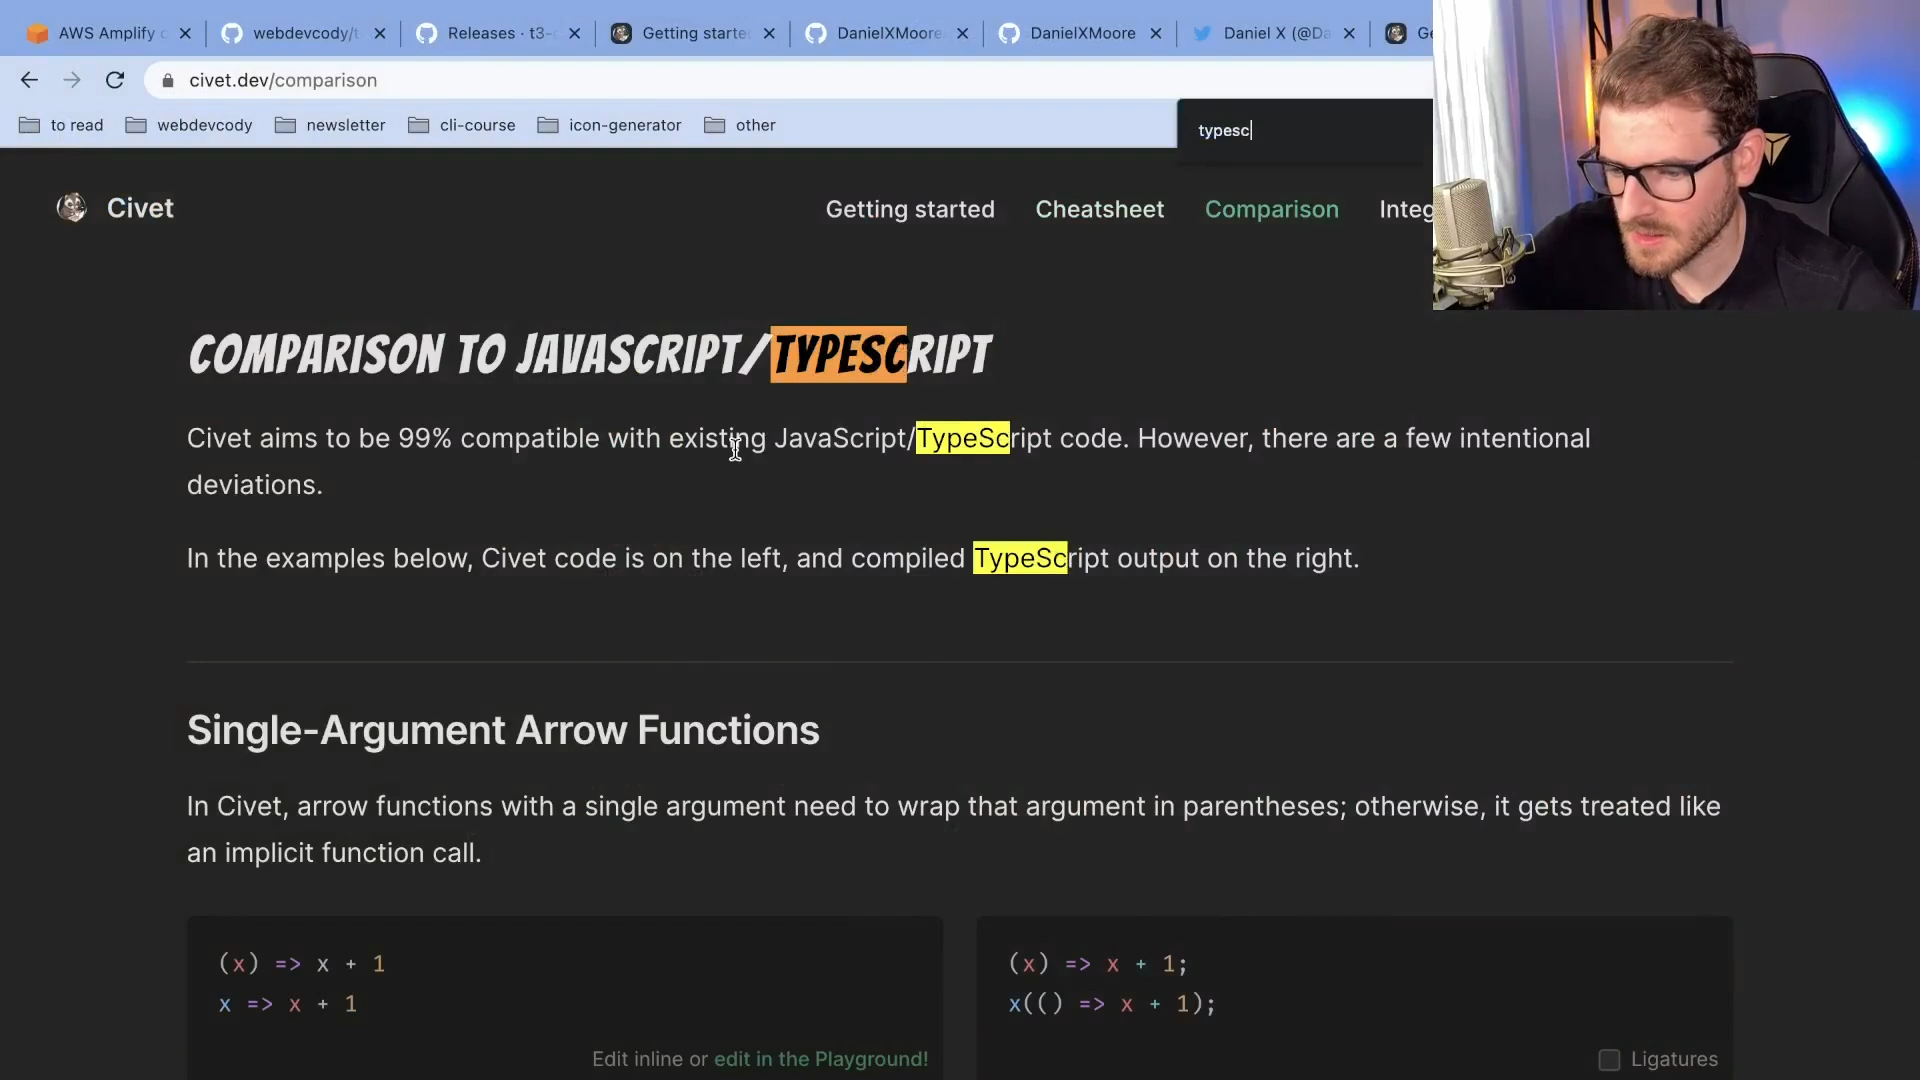 AWS Amplify
webdevcody/t
Releases · t3-
Getting starte
DanielXMoore
DanielXMoore
Daniel X (@Da
Ge
civet.dev/comparison
to read
webdevcody
newsletter
cli-course
icon-generator
other
typesc
Civet
Getting started
Cheatsheet
Comparison
Integ
COMPARISON TO JAVASCRIPT/TYPESCRIPT
Civet aims to be 99% compatible with existing JavaScript/TypeScript code. However, there are a few intentional
deviations.
In the examples below, Civet code is on the left, and compiled TypeScript output on the right.
Single-Argument Arrow Functions
In Civet, arrow functions with a single argument need to wrap that argument in parentheses; otherwise, it gets treated like
an implicit function call.
(x) => x + 1
x => x + 1
Edit inline or edit in the Playground!
(x) => x + 1;
x(() => x + 1);
Ligatures